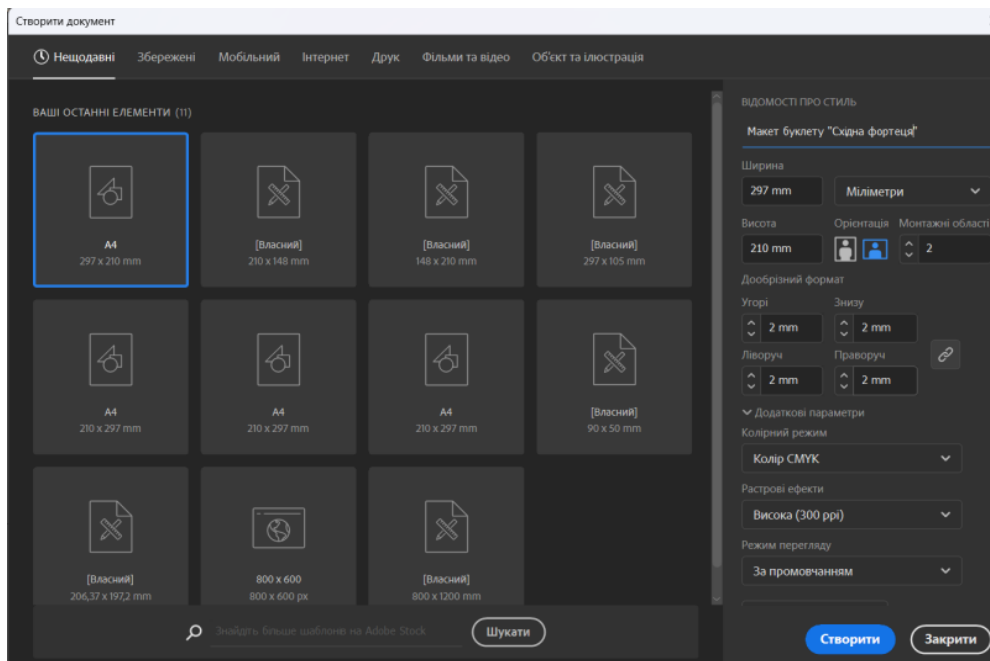 Створити документ
Нещодавні Збережені Мобільний Інтернет Друк Фільми та відео Об'єкт та ілюстрація
ВАШІ ОСТАННІ ЕЛЕМЕНТИ (11)
A4
297 x 210 mm
[Власний]
210 x 148 mm
[Власний]
148 x 210 mm
[Власний]
297 x 105 mm
A4
210 x 297 mm
A4
210 x 297 mm
A4
210 x 297 mm
[Власний]
90 x 50 mm
[Власний]
206,37 x 197,2 mm
800 x 600
800 x 600 px
[Власний]
800 x 1200 mm
Знайдіть більше шаблонів на Adobe Stock
Шукати
ВІДОМОСТІ ПРО СТИЛЬ
Макет буклету "Східна фортеця"
Ширина
297 mm Міліметри
Висота Орієнтація Монтажні області
210 mm 2
Дообрізний формат
Угорі Знизу
2 mm 2 mm
Ліворуч Праворуч
2 mm 2 mm
Додаткові параметри
Колірний режим
Колір CMYK
Растрові ефекти
Висока (300 ppi)
Режим перегляду
За промовчанням
Створити Закрити